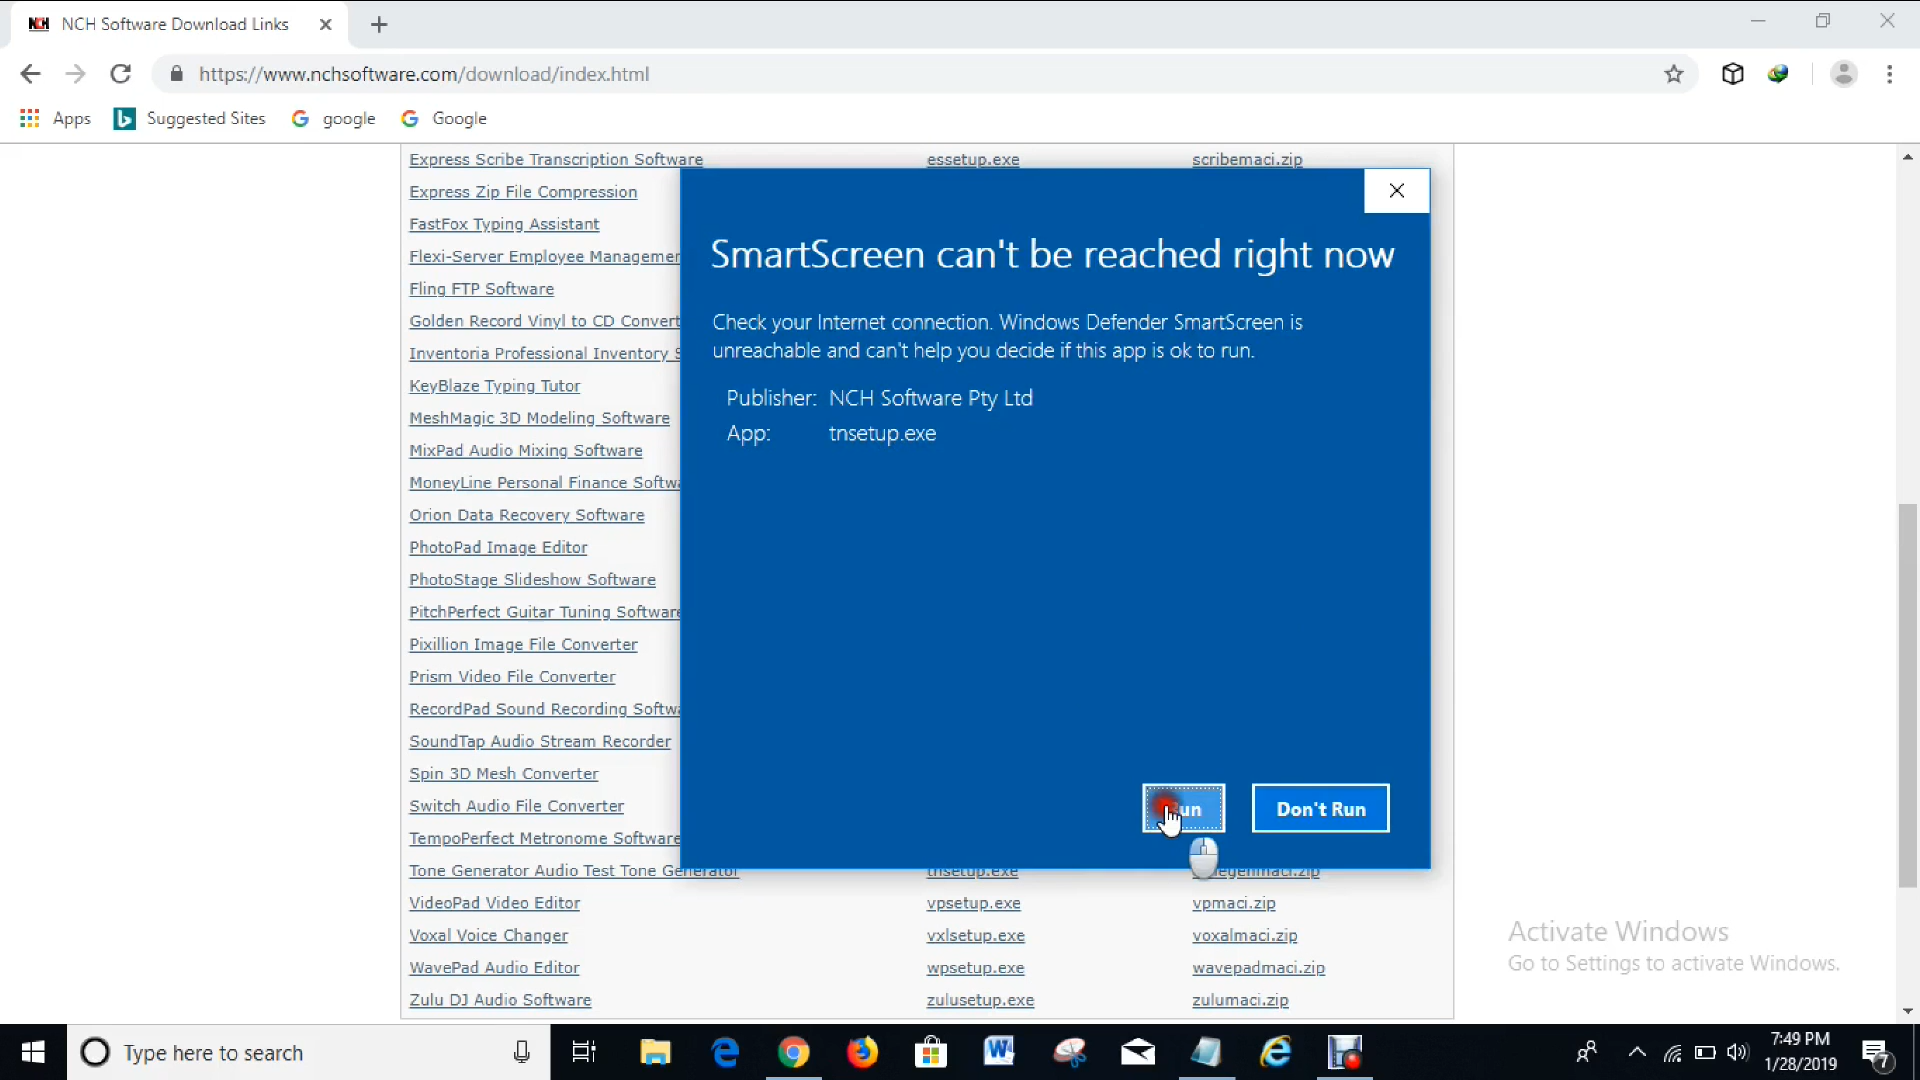 NCH Software Download Links
https://www.nchsoftware.com/download/index.html
Apps Suggested Sites google Google
Express Scribe Transcription Software essetup.exe scribemaci.zip
Express Zip File Compression
FastFox Typing Assistant
Flexi-Server Employee Managemen
Fling FTP Software
Golden Record Vinyl to CD Convert
Inventoria Professional Inventory S
KeyBlaze Typing Tutor
MeshMagic 3D Modeling Software
MixPad Audio Mixing Software
MoneyLine Personal Finance Softwa
Orion Data Recovery Software
PhotoPad Image Editor
PhotoStage Slideshow Software
PitchPerfect Guitar Tuning Software
Pixillion Image File Converter
Prism Video File Converter
RecordPad Sound Recording Softwa
SoundTap Audio Stream Recorder
Spin 3D Mesh Converter
Switch Audio File Converter
TempoPerfect Metronome Software
Tone Generator Audio Test Tone Generator tnsetup.exe
VideoPad Video Editor vpsetup.exe vpmaci.zip
Voxal Voice Changer vxlsetup.exe voxalmaci.zip
WavePad Audio Editor wpsetup.exe wavepadmaci.zip
Zulu DJ Audio Software zulusetup.exe zulumaci.zip
SmartScreen can't be reached right now
Check your Internet connection. Windows Defender SmartScreen is
unreachable and can't help you decide if this app is ok to run.
Publisher: NCH Software Pty Ltd
App: tnsetup.exe
Run Don't Run
Activate Windows
Go to Settings to activate Windows.
Type here to search
7:49 PM
1/28/2019
7